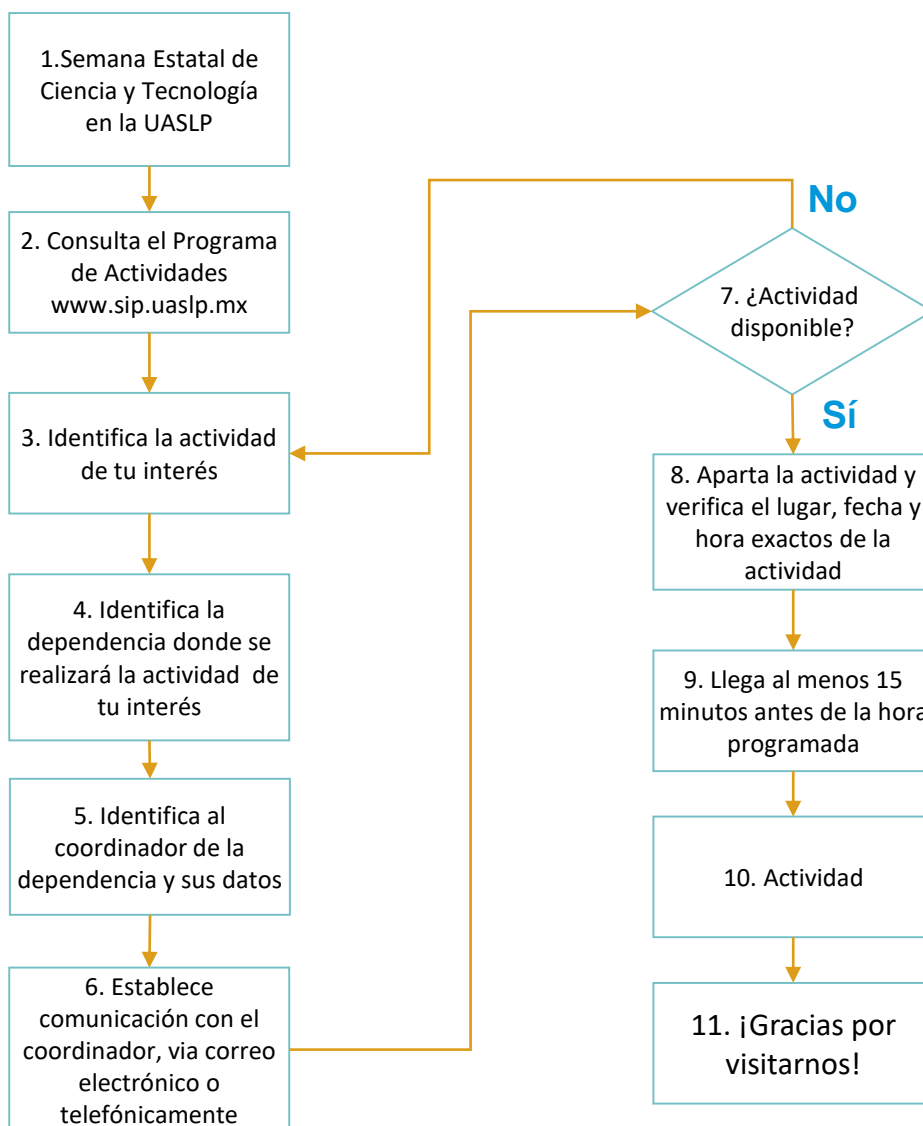 1.Semana Estatal de
Ciencia y Tecnología
en la UASLP
2. Consulta el Programa
de Actividades
www.sip.uaslp.mx
3. Identifica la actividad
de tu interés
4. Identifica la
dependencia donde se
realizará la actividad  de
tu interés
5. Identifica al
coordinador de la
dependencia y sus datos
6. Establece
comunicación con el
coordinador, via correo
electrónico o
telefónicamente
No
7. ¿Actividad
disponible?
Sí
8. Aparta la actividad y
verifica el lugar, fecha y
hora exactos de la
actividad
9. Llega al menos 15
minutos antes de la hora
programada
10. Actividad
11. ¡Gracias por
visitarnos!